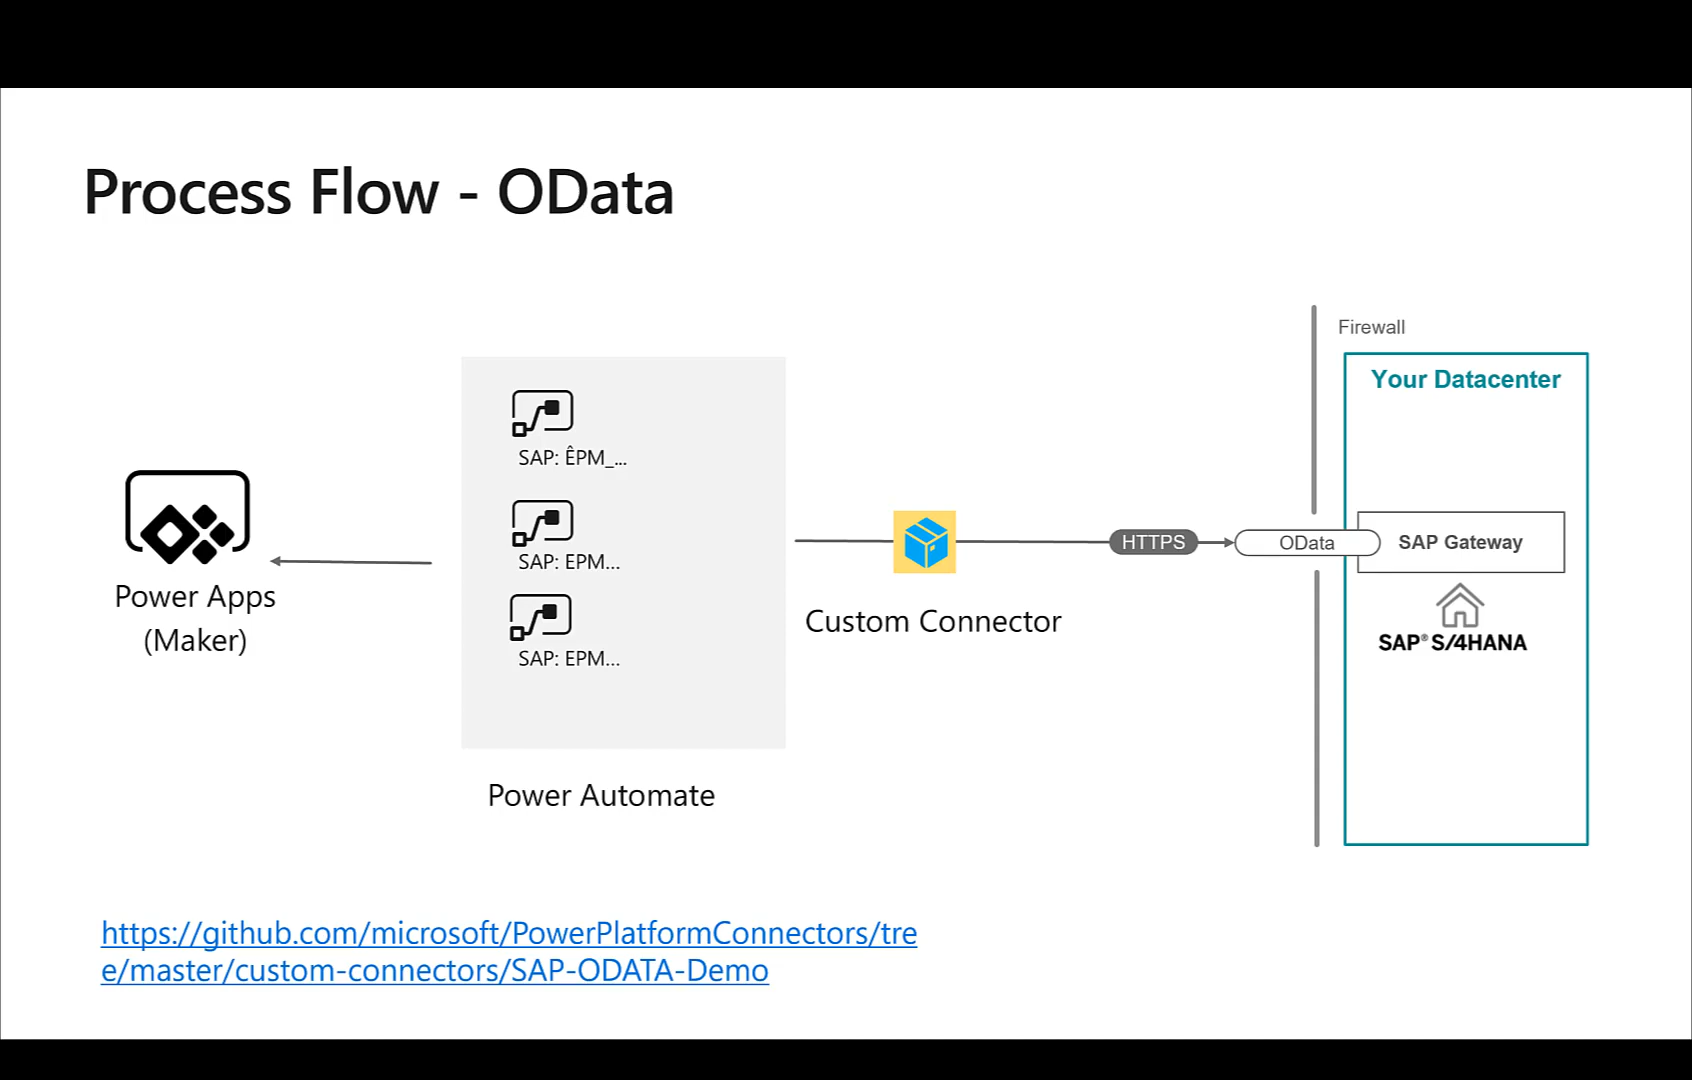 Process Flow - OData
Firewall
Your Datacenter
SAP: ÊPM_...
SAP: EPM...
SAP: EPM...
HTTPS
OData
SAP Gateway
SAP® S/4HANA
Power Apps
(Maker)
Custom Connector
Power Automate
https://github.com/microsoft/PowerPlatformConnectors/tre
e/master/custom-connectors/SAP-ODATA-Demo